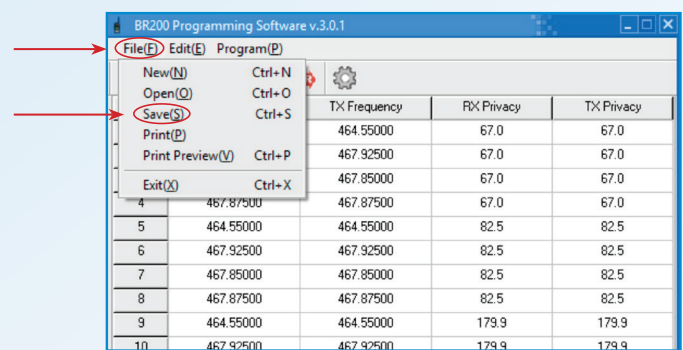 BR200 Programming Software v.3.0.1
File(F) Edit(E) Program(P)
New(N) Ctrl+N
Open(O) Ctrl+O
Save(S) Ctrl+S
Print(P)
Print Preview(V) Ctrl+P
Exit(X) Ctrl+X
TX Frequency RX Privacy TX Privacy
464.55000 67.0 67.0
467.92500 67.0 67.0
467.85000 67.0 67.0
4 467.87500 467.87500 67.0 67.0
5 464.55000 464.55000 82.5 82.5
6 467.92500 467.92500 82.5 82.5
7 467.85000 467.85000 82.5 82.5
8 467.87500 467.87500 82.5 82.5
9 464.55000 464.55000 179.9 179.9
10 467.92500 467.92500 179.9 179.9